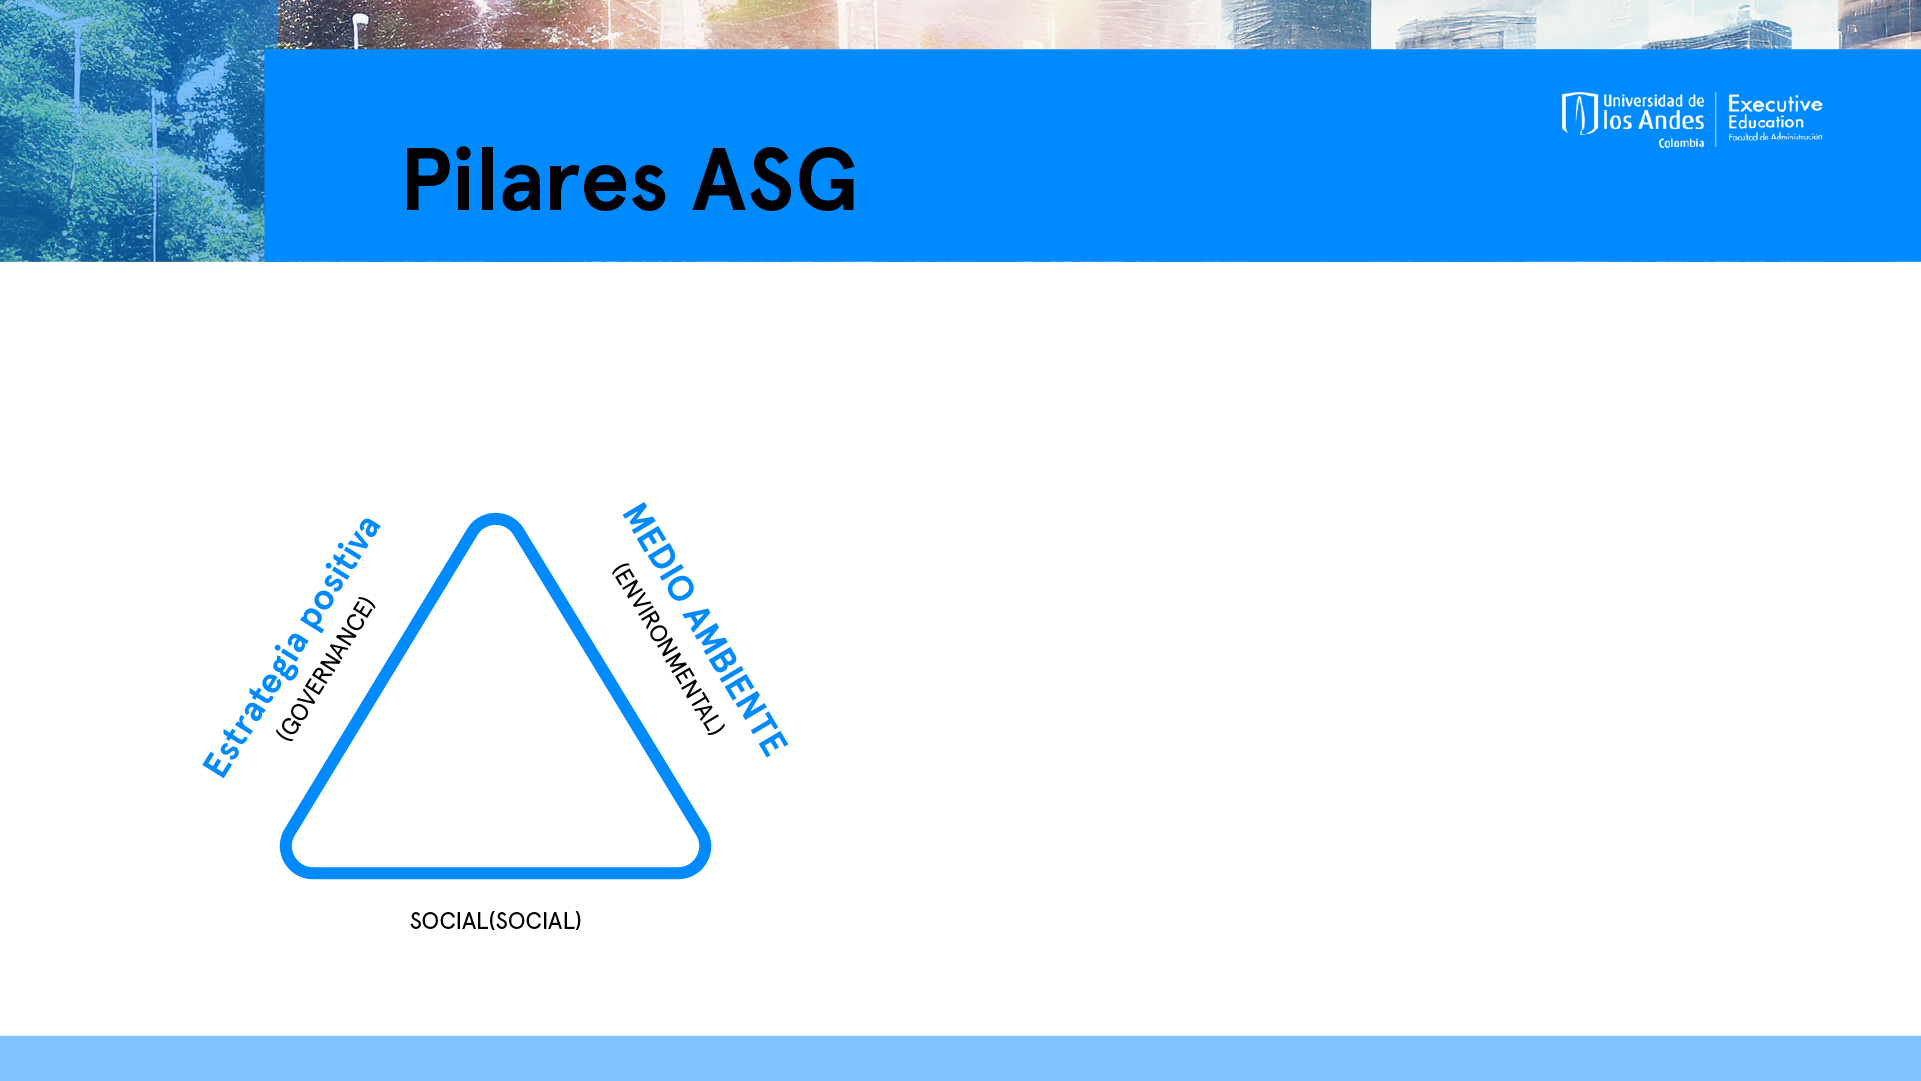 Universidad de
los Andes
Colombia
Executive
Education
Facultad de Administración
Pilares ASG
Estrategia positiva
(GOVERNANCE)
MEDIO AMBIENTE
(ENVIRONMENTAL)
SOCIAL(SOCIAL)